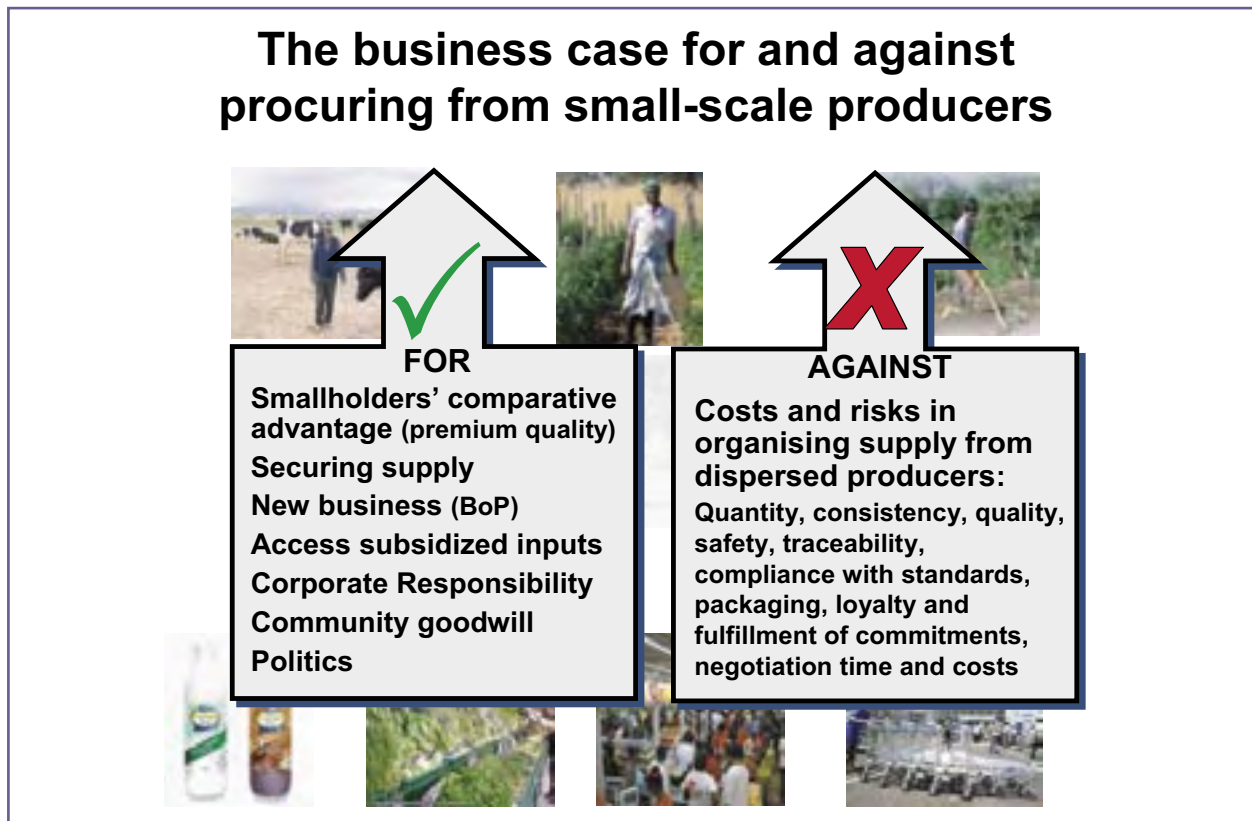 The business case for and against
procuring from small-scale producers
FOR
Smallholders’ comparative
advantage (premium quality)
Securing supply
New business (BoP)
Access subsidized inputs
Corporate Responsibility
Community goodwill
Politics
X
AGAINST
Costs and risks in
organising supply from
dispersed producers:
Quantity, consistency, quality,
safety, traceability,
compliance with standards,
packaging, loyalty and
fulfillment of commitments,
negotiation time and costs